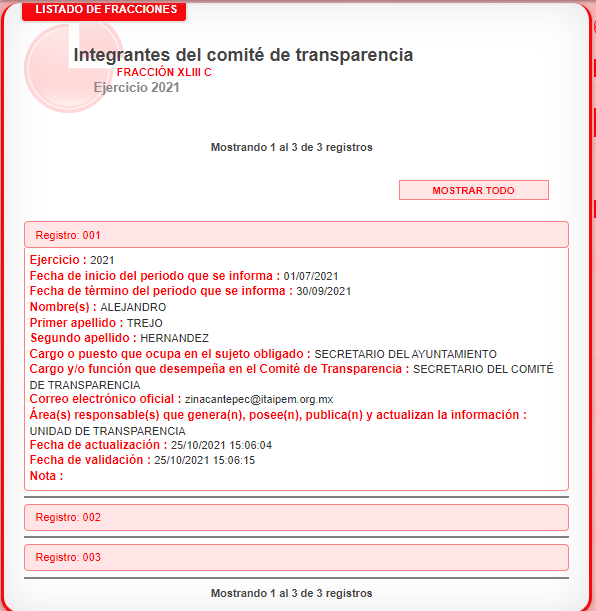 LISTADO DE FRACCIONES
Integrantes del comité de transparencia
FRACCIÓN XLIII C
Ejercicio 2021
Mostrando 1 al 3 de 3 registros
MOSTRAR TODO
Registro: 001
Ejercicio : 2021
Fecha de inicio del periodo que se informa : 01/07/2021
Fecha de término del periodo que se informa : 30/09/2021
Nombre(s) : ALEJANDRO
Primer apellido : TREJO
Segundo apellido : HERNANDEZ
Cargo o puesto que ocupa en el sujeto obligado : SECRETARIO DEL AYUNTAMIENTO
Cargo y/o función que desempeña en el Comité de Transparencia : SECRETARIO DEL COMITÉ
DE TRANSPARENCIA
Correo electrónico oficial : zinacantepec@itaipem.org.mx
Área(s) responsable(s) que genera(n), posee(n), publica(n) y actualizan la información :
UNIDAD DE TRANSPARENCIA
Fecha de actualización : 25/10/2021 15:06:04
Fecha de validación : 25/10/2021 15:06:15
Nota :
Registro: 002
Registro: 003
Mostrando 1 al 3 de 3 registros